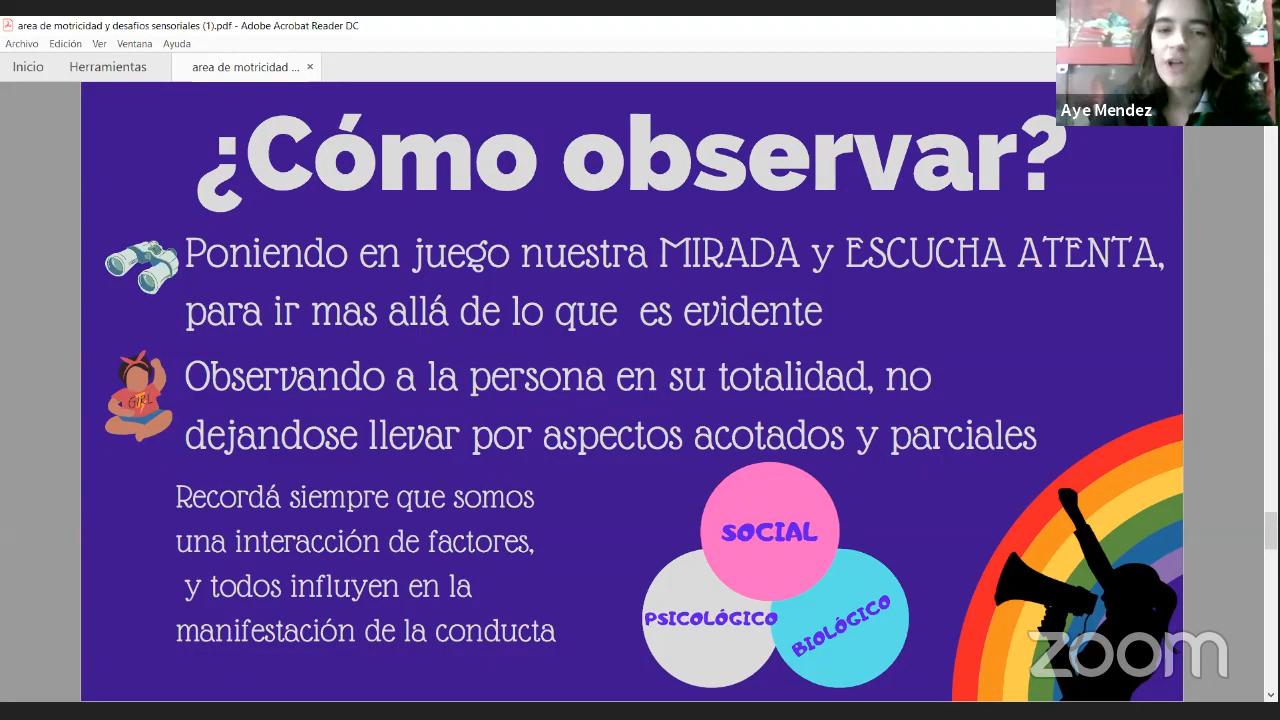 area de motricidad y desafios sensoriales (1).pdf - Adobe Acrobat Reader DC
Archivo Edición Ver Ventana Ayuda
Inicio Herramientas area de motricidad ... ×
Aye Mendez
¿Cómo observar?
Poniendo en juego nuestra MIRADA y ESCUCHA ATENTA,
para ir mas allá de lo que es evidente
GIRL
Observando a la persona en su totalidad, no
dejandose llevar por aspectos acotados y parciales
Recordá siempre que somos
una interacción de factores,
y todos influyen en la
manifestación de la conducta
SOCIAL
PSICOLÓGICO
BIOLÓGICO
zoom